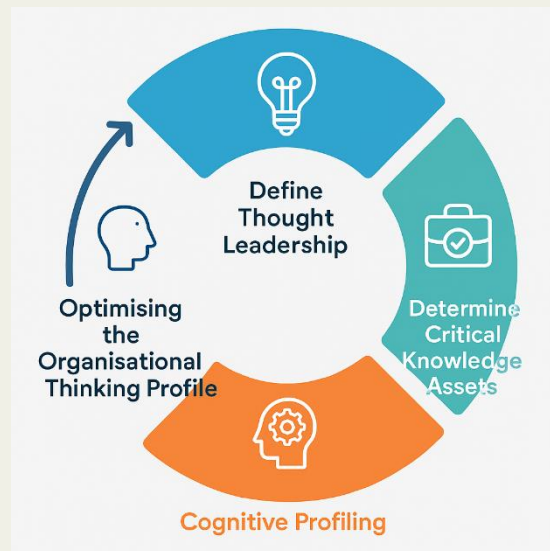 Define
Thought
Leadership
Determine
Critical
Knowledge
Assets
Cognitive Profiling
Optimising
the
Organisational
Thinking Profile